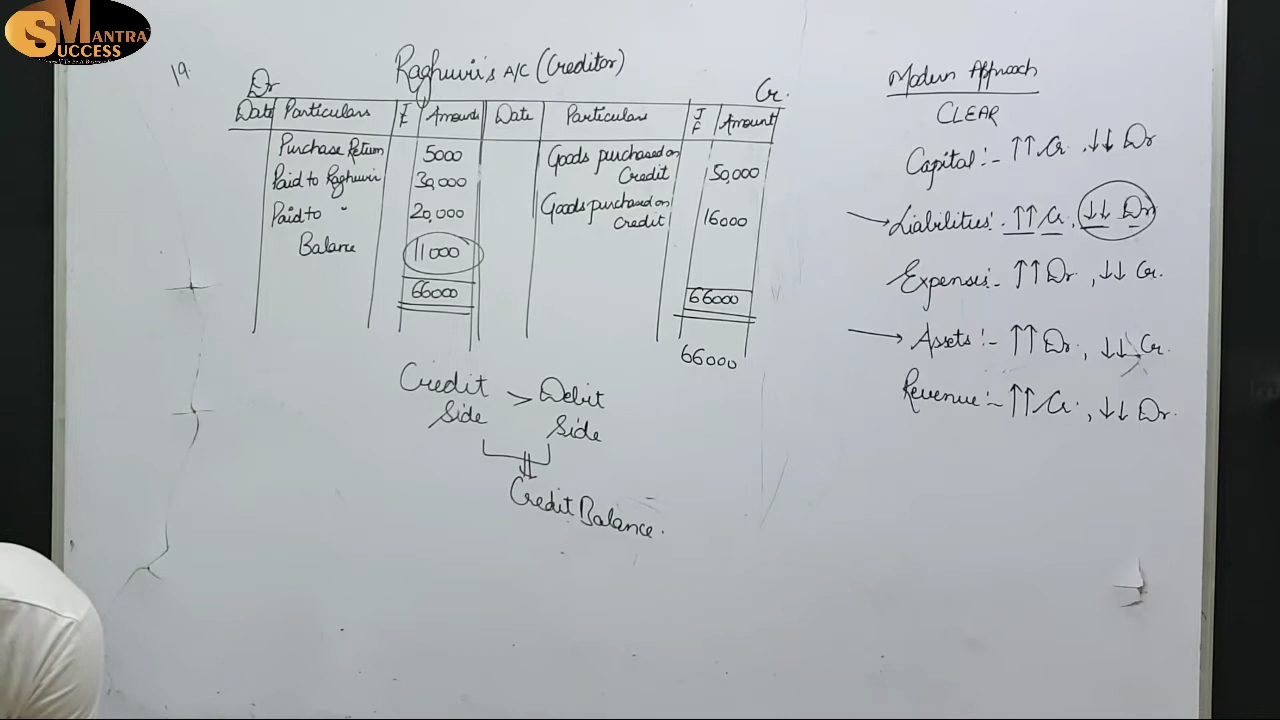 SUCCESS MANTRA
19.
Raghuvir's A/C (Creditor)
Dr
Cr.
Date Particulars J.F. Amounts Date Particulars J F Amount
Purchase Return 5000 Goods purchased on
Credit 50,000
Paid to Raghuvir 30,000
Paid to " 20,000 Goods purchased on
Credit 16000
Balance 11000
66000 66000
66000
Credit Side > Debit Side
Credit Balance.
Modern Approach
CLEAR
Capital :- ↑↑ Cr, ↓↓ Dr
→ Liabilities :- ↑↑ Cr, ↓↓ Dr
Expenses :- ↑↑ Dr, ↓↓ Cr.
→ Assets :- ↑↑ Dr, ↓↓ Cr.
Revenue :- ↑↑ Cr, ↓↓ Dr.